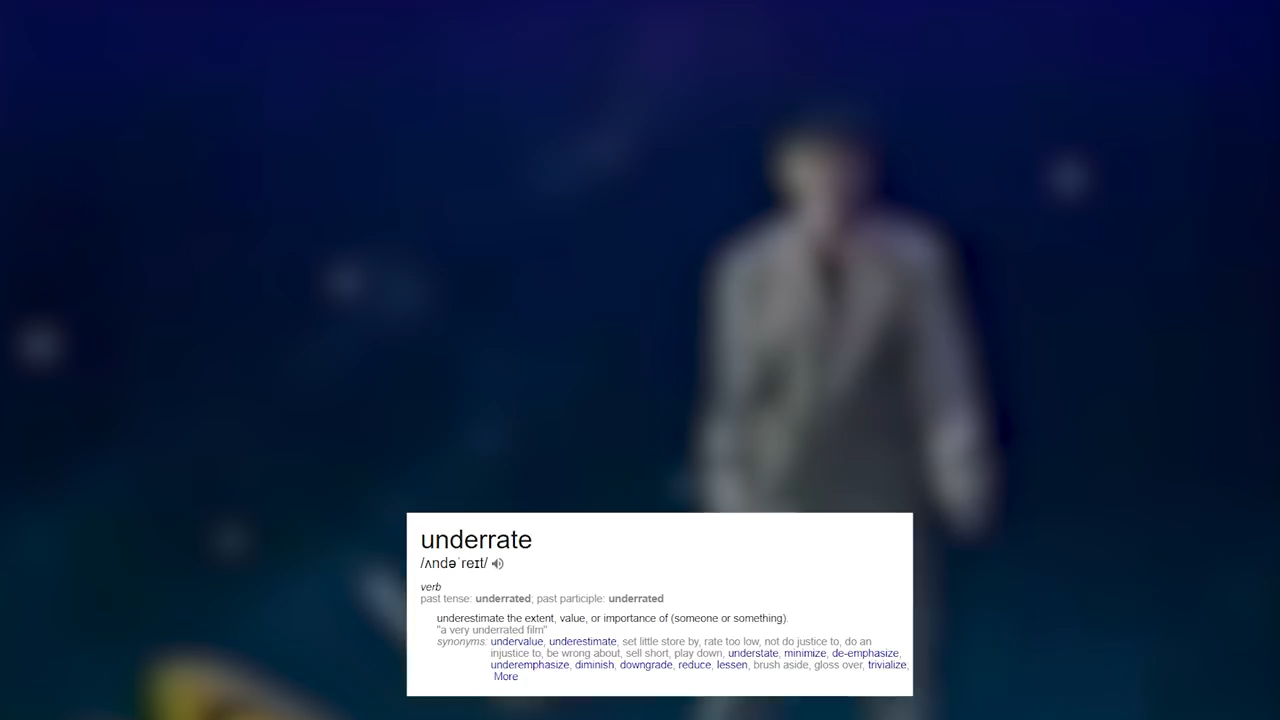 underrate
/ʌndəˈreɪt/
verb
past tense: underrated; past participle: underrated
underestimate the extent, value, or importance of (someone or something).
"a very underrated film"
synonyms: undervalue, underestimate, set little store by, rate too low, not do justice to, do an
injustice to, be wrong about, sell short, play down, understate, minimize, de-emphasize,
underemphasize, diminish, downgrade, reduce, lessen, brush aside, gloss over, trivialize;
More